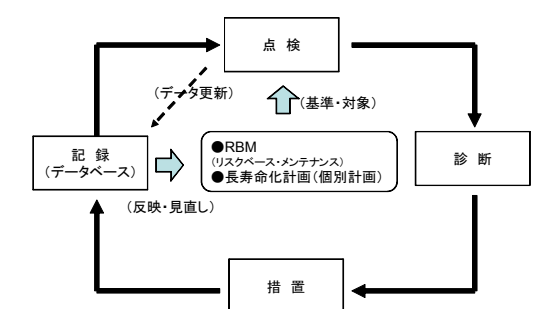 点 検
(データ更新)
(基準・対象)
記 録
(データベース)
●RBM
(リスクベース・メンテナンス)
●長寿命化計画(個別計画)
診 断
(反映・見直し)
措 置